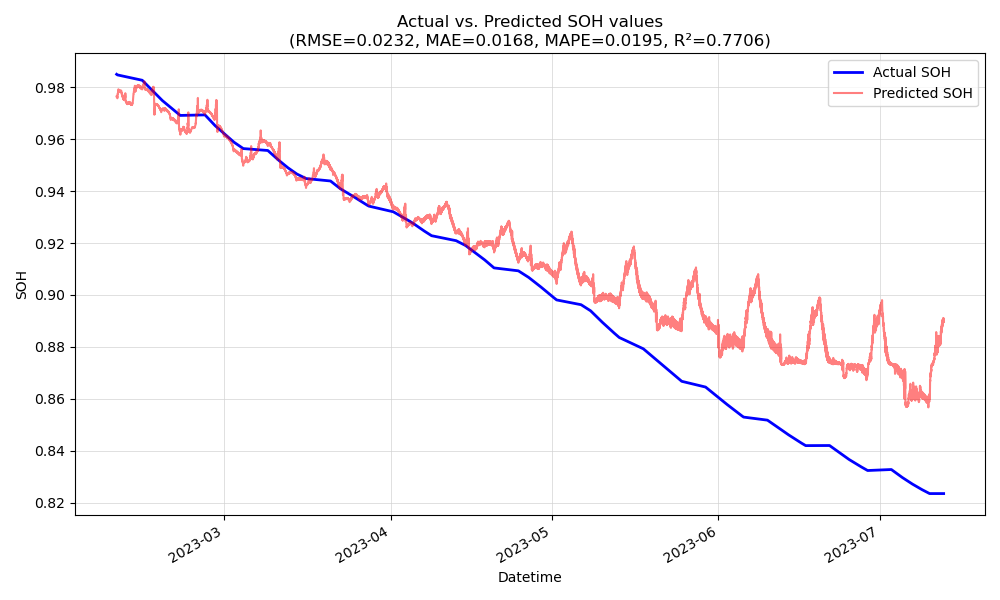 Actual vs. Predicted SOH values
(RMSE=0.0232, MAE=0.0168, MAPE=0.0195, R²=0.7706)
Actual SOH
Predicted SOH
0.98
0.96
0.94
0.92
0.90
0.88
0.86
0.84
0.82
SOH
2023-03
2023-04
2023-05
2023-06
2023-07
Datetime